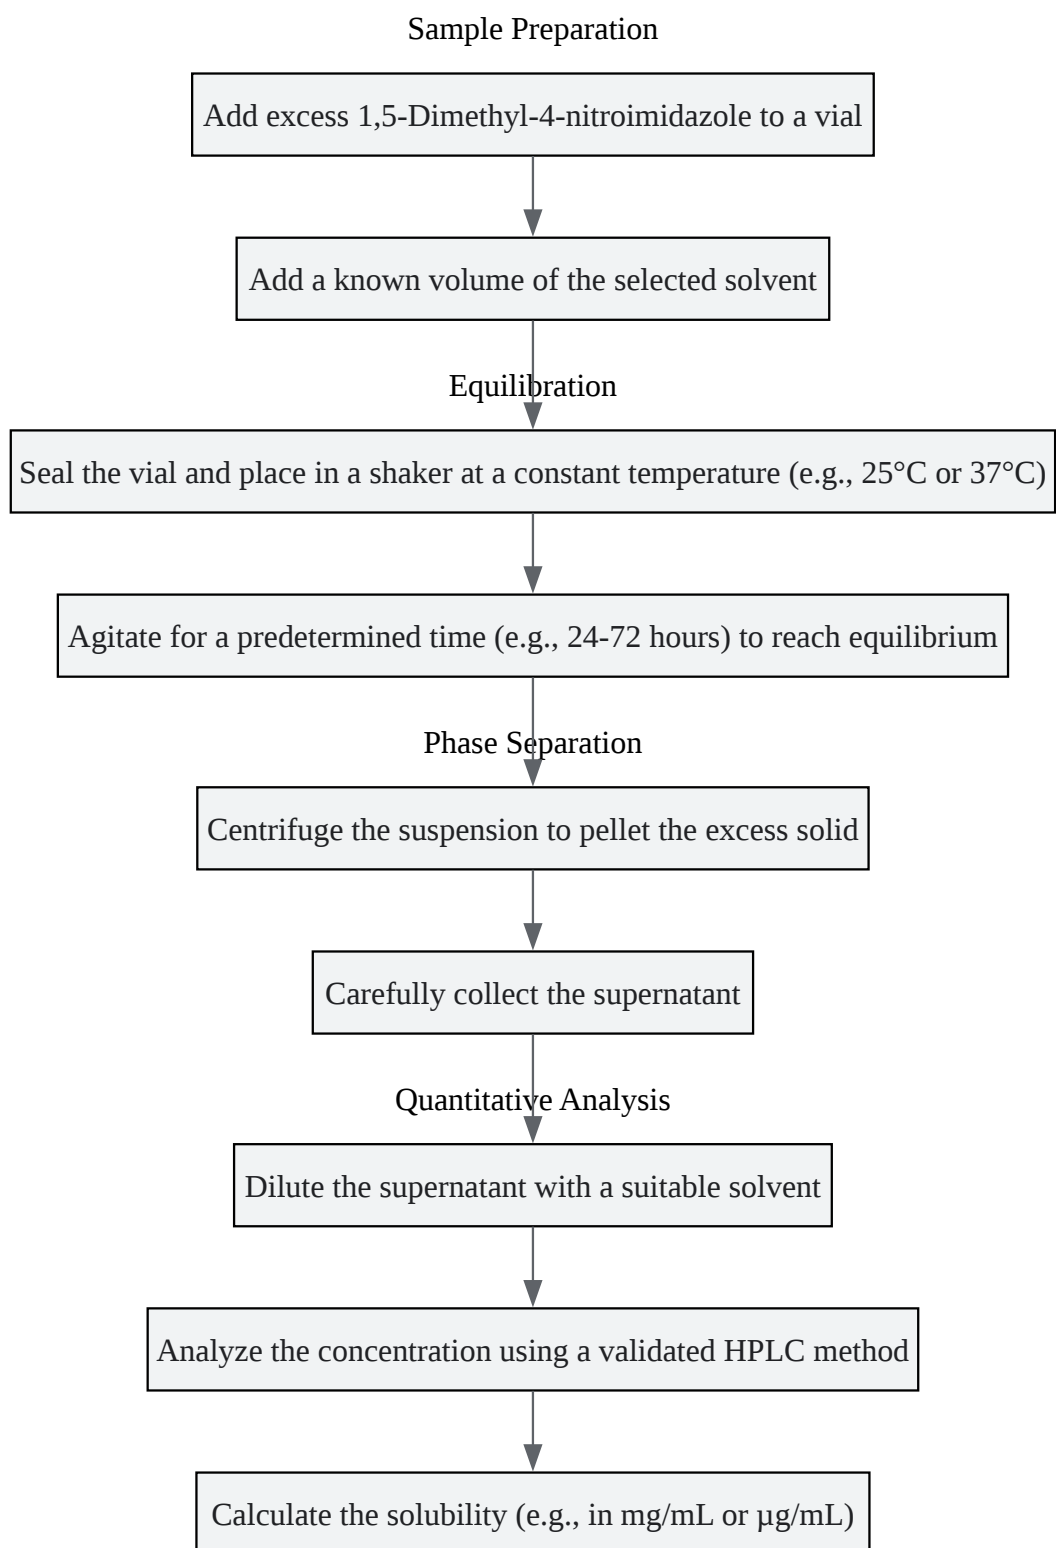 Sample Preparation
Add excess 1,5-Dimethyl-4-nitroimidazole to a vial
Add a known volume of the selected solvent
Equilibration
Seal the vial and place in a shaker at a constant temperature (e.g., 25°C or 37°C)
Agitate for a predetermined time (e.g., 24-72 hours) to reach equilibrium
Phase Separation
Centrifuge the suspension to pellet the excess solid
Carefully collect the supernatant
Quantitative Analysis
Dilute the supernatant with a suitable solvent
Analyze the concentration using a validated HPLC method
Calculate the solubility (e.g., in mg/mL or µg/mL)